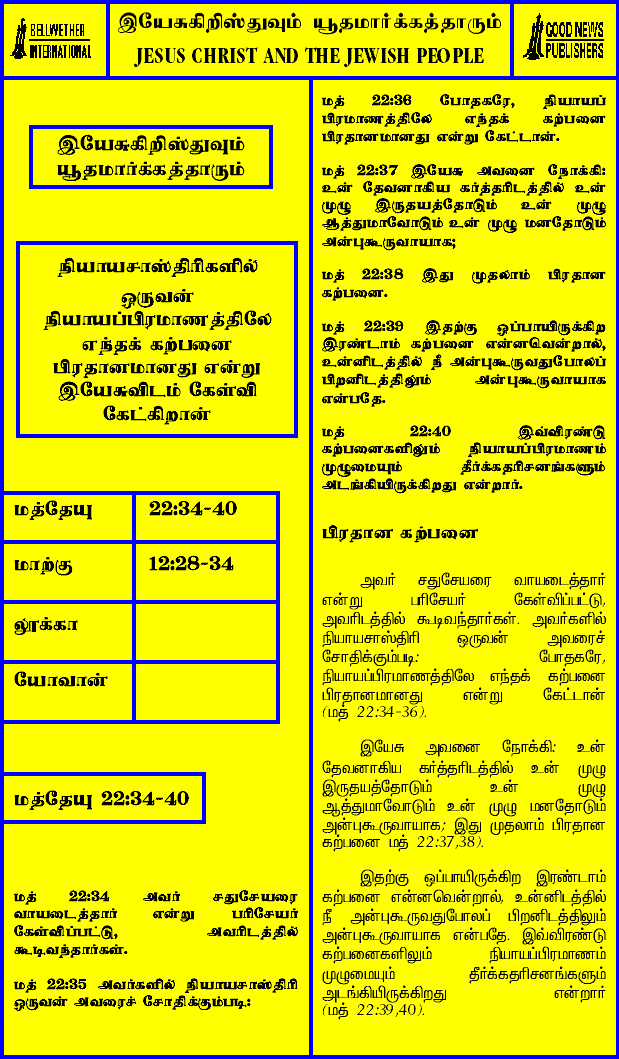 BELLWETHER
INTERNATIONAL
இயேசுகிறிஸ்துவும் யூதமார்க்கத்தாரும்
JESUS CHRIST AND THE JEWISH PEOPLE
GOOD NEWS
PUBLISHERS
இயேசுகிறிஸ்துவும்
யூதமார்க்கத்தாரும்
நியாயசாஸ்திரிகளில்
ஒருவன்
நியாயப்பிரமாணத்திலே
எந்தக் கற்பனை
பிரதானமானது என்று
இயேசுவிடம் கேள்வி
கேட்கிறான்
மத்தேயு 22:34-40
மாற்கு 12:28-34
லூக்கா
யோவான்
மத்தேயு 22:34-40
மத் 22:34 அவர் சதுசேயரை
வாயடைத்தார் என்று பரிசேயர்
கேள்விப்பட்டு, அவரிடத்தில்
கூடிவந்தார்கள்.
மத் 22:35 அவர்களில் நியாயசாஸ்திரி
ஒருவன் அவரைச் சோதிக்கும்படி:
மத் 22:36 போதகரே, நியாயப்
பிரமாணத்திலே எந்தக் கற்பனை
பிரதானமானது என்று கேட்டான்.
மத் 22:37 இயேசு அவனை நோக்கி:
உன் தேவனாகிய கர்த்தரிடத்தில் உன்
முழு இருதயத்தோடும் உன் முழு
ஆத்துமாவோடும் உன் முழு மனதோடும்
அன்புகூருவாயாக;
மத் 22:38 இது முதலாம் பிரதான
கற்பனை.
மத் 22:39 இதற்கு ஒப்பாயிருக்கிற
இரண்டாம் கற்பனை என்னவென்றால்,
உன்னிடத்தில் நீ அன்புகூருவதுபோலப்
பிறனிடத்திலும் அன்புகூருவாயாக
என்பதே.
மத் 22:40 இவ்விரண்டு
கற்பனைகளிலும் நியாயப்பிரமாணம்
முழுமையும் தீர்க்கதரிசனங்களும்
அடங்கியிருக்கிறது என்றார்.
பிரதான கற்பனை
அவர் சதுசேயரை வாயடைத்தார்
என்று பரிசேயர் கேள்விப்பட்டு,
அவரிடத்தில் கூடிவந்தார்கள். அவர்களில்
நியாயசாஸ்திரி ஒருவன் அவரைச்
சோதிக்கும்படி: போதகரே,
நியாயப்பிரமாணத்திலே எந்தக் கற்பனை
பிரதானமானது என்று கேட்டான்
(மத் 22:34-36).
இயேசு அவனை நோக்கி: உன்
தேவனாகிய கர்த்தரிடத்தில் உன் முழு
இருதயத்தோடும் உன் முழு
ஆத்துமாவோடும் உன் முழு மனதோடும்
அன்புகூருவாயாக; இது முதலாம் பிரதான
கற்பனை மத் 22:37,38).
இதற்கு ஒப்பாயிருக்கிற இரண்டாம்
கற்பனை என்னவென்றால், உன்னிடத்தில்
நீ அன்புகூருவதுபோலப் பிறனிடத்திலும்
அன்புகூருவாயாக என்பதே. இவ்விரண்டு
கற்பனைகளிலும் நியாயப்பிரமாணம்
முழுமையும் தீர்க்கதரிசனங்களும்
அடங்கியிருக்கிறது என்றார்
(மத் 22:39,40).